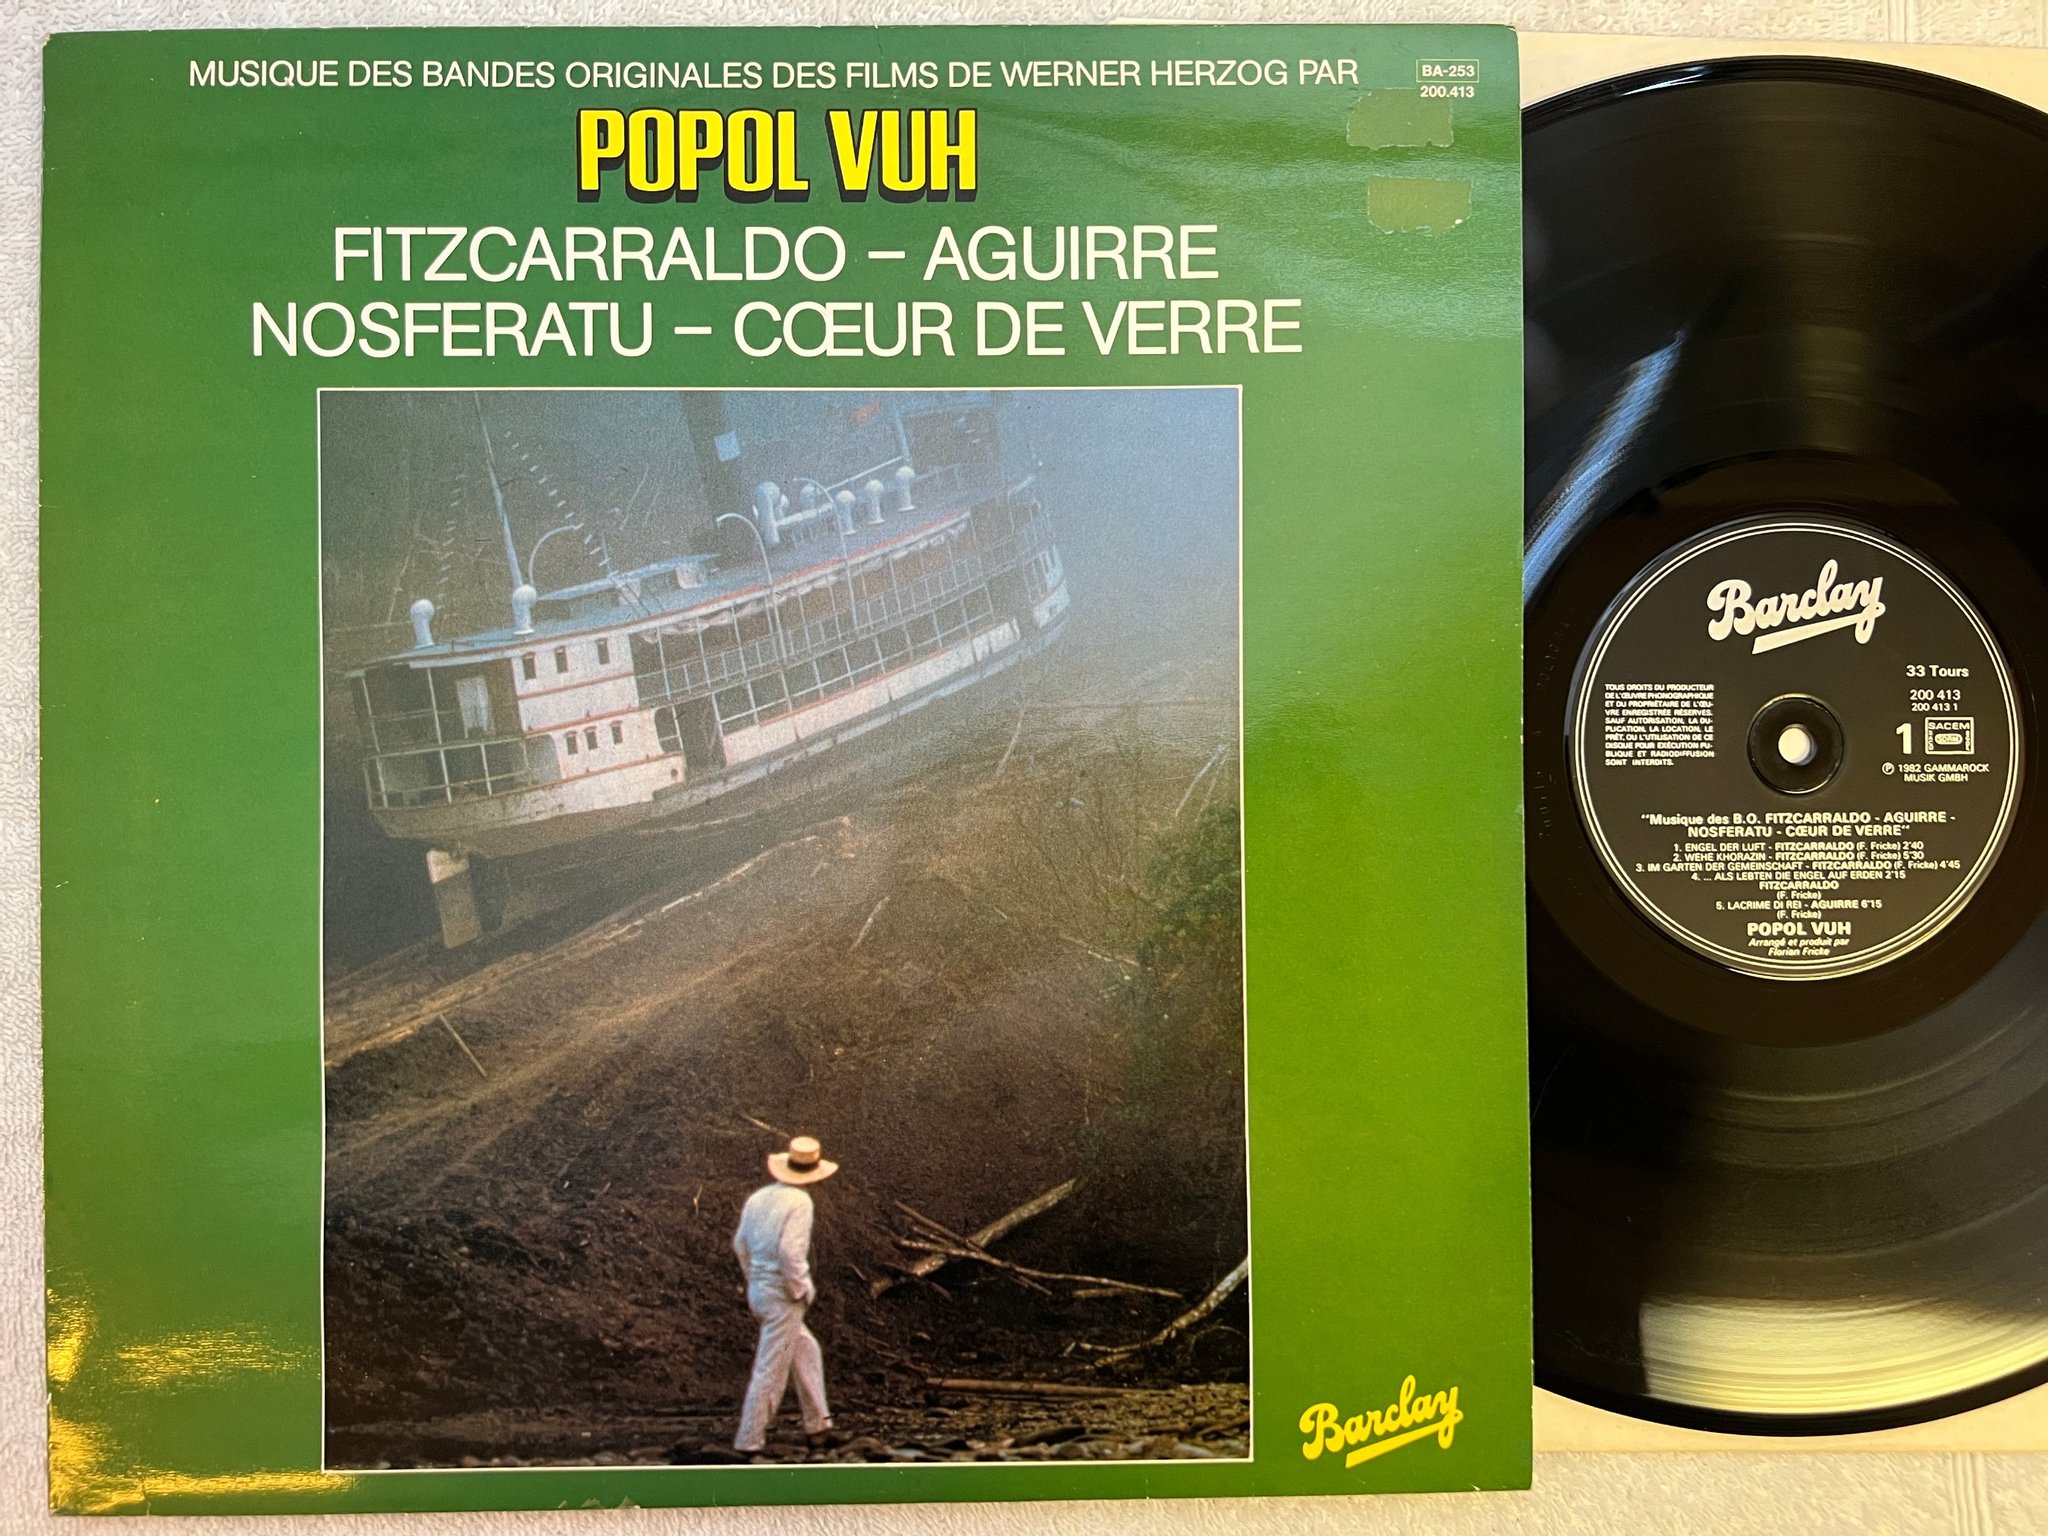 MUSIQUE DES BANDES ORIGINALES DES FILMS DE WERNER HERZOG PAR
BA-253
200.413
POPOL VUH
FITZCARRALDO – AGUIRRE
NOSFERATU – CŒUR DE VERRE
Barclay
Barclay
33 Tours
TOUS DROITS DU PRODUCTEUR
DE L'ŒUVRE PHONOGRAPHIQUE
ET DU PROPRIÉTAIRE DE L'ŒU-
VRE ENREGISTRÉE RÉSERVÉS.
SAUF AUTORISATION, LA DU-
PLICATION, LA LOCATION, LE
PRÊT, OU L'UTILISATION DE CE
DISQUE POUR EXÉCUTION PU-
BLIQUE ET RADIODIFFUSION
SONT INTERDITS.
200 413
200 413 1
1
SACEM
℗ 1982 GAMMAROCK
MUSIK GMBH
"Musique des B.O. FITZCARRALDO - AGUIRRE -
NOSFERATU - CŒUR DE VERRE"
1. ENGEL DER LUFT - FITZCARRALDO (F. Fricke) 2'40
2. WEHE KHORAZIN - FITZCARRALDO (F. Fricke) 5'30
3. IM GARTEN DER GEMEINSCHAFT - FITZCARRALDO (F. Fricke) 4'45
4. ... ALS LEBTEN DIE ENGEL AUF ERDEN 2'15
FITZCARRALDO
(F. Fricke)
5. LACRIME DI REI - AGUIRRE 6'15
(F. Fricke)
POPOL VUH
Arrangé et produit par
Florian Fricke